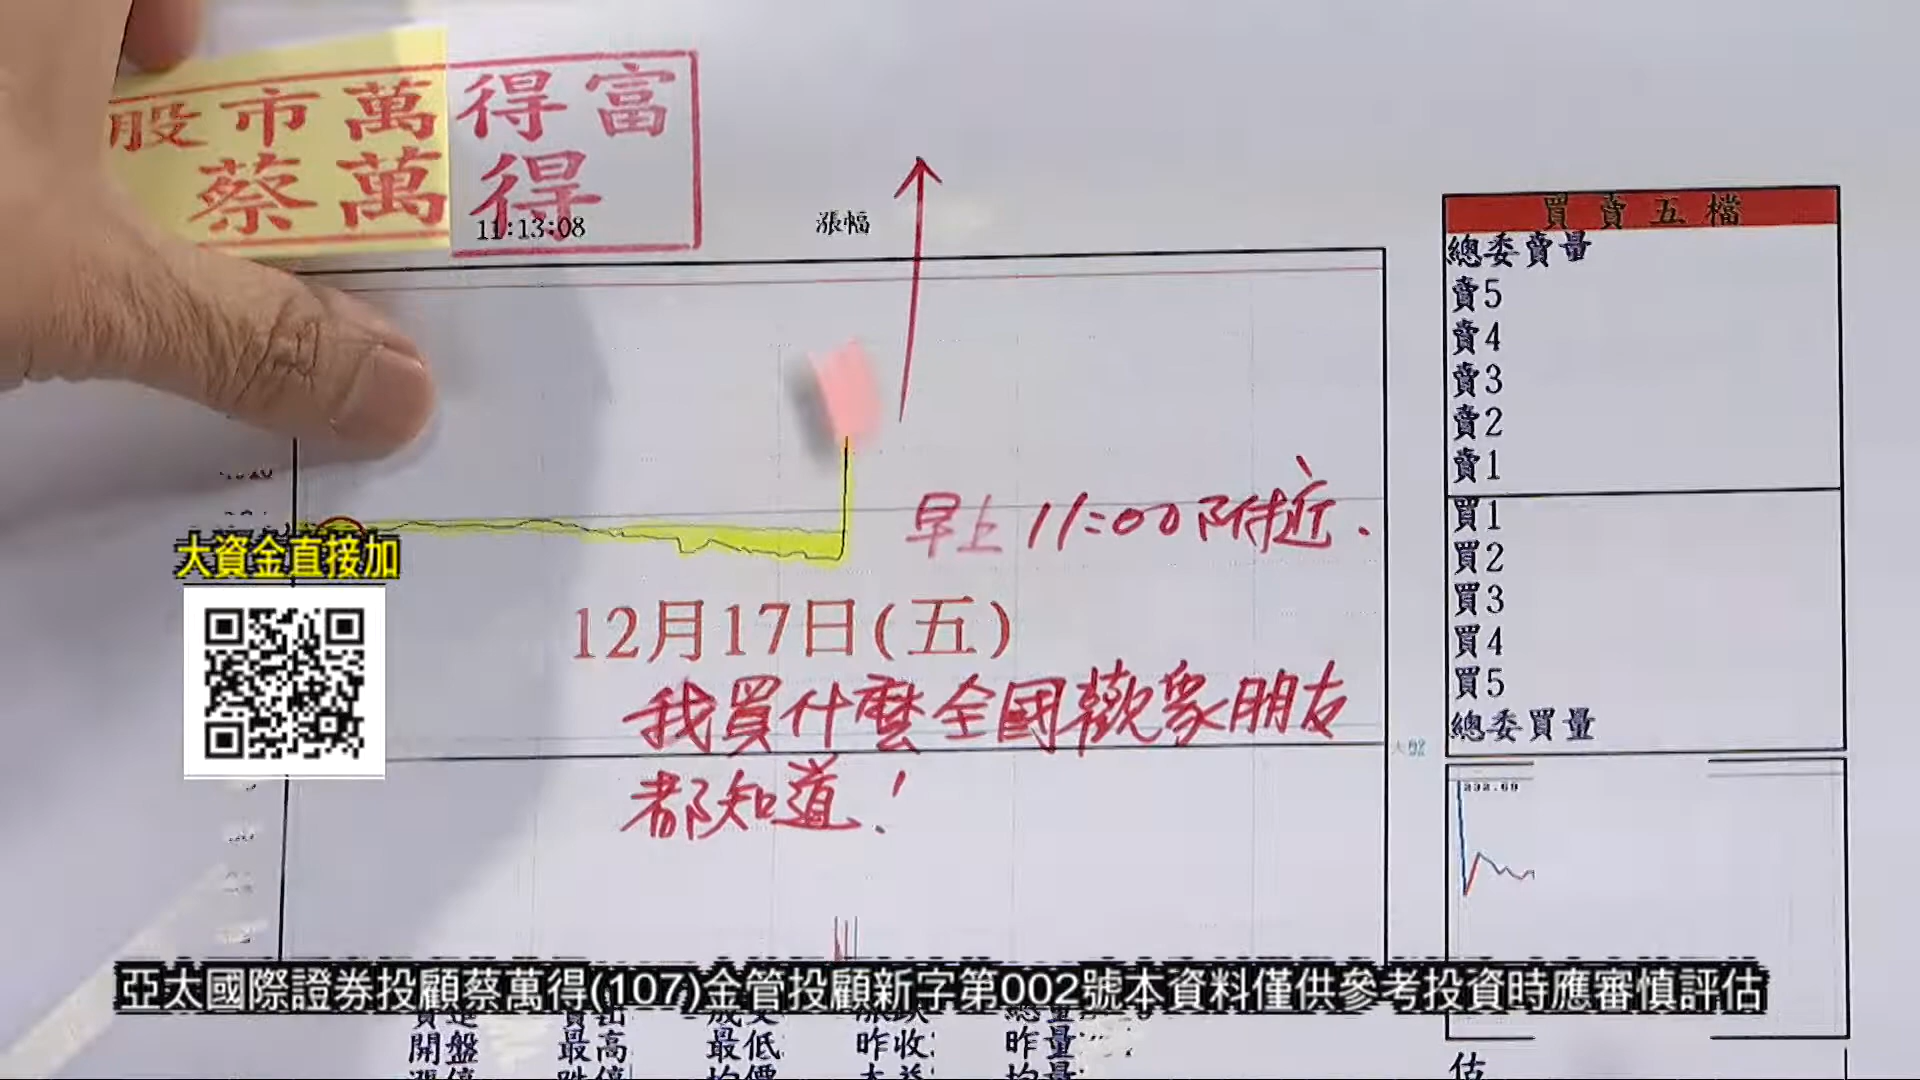 股市萬得富
蔡萬得
11:13:08
漲幅
買賣五檔
總委賣量
賣5
賣4
賣3
賣2
賣1
買1
買2
買3
買4
買5
總委買量
早上11:00附近.
大資金直接加
12月17日(五)
我買什麼全國觀眾朋友
都知道!
亞太國際證券投顧蔡萬得(107)金管投顧新字第002號本資料僅供參考投資時應審慎評估
開盤 最高 最低 昨收 昨量
估